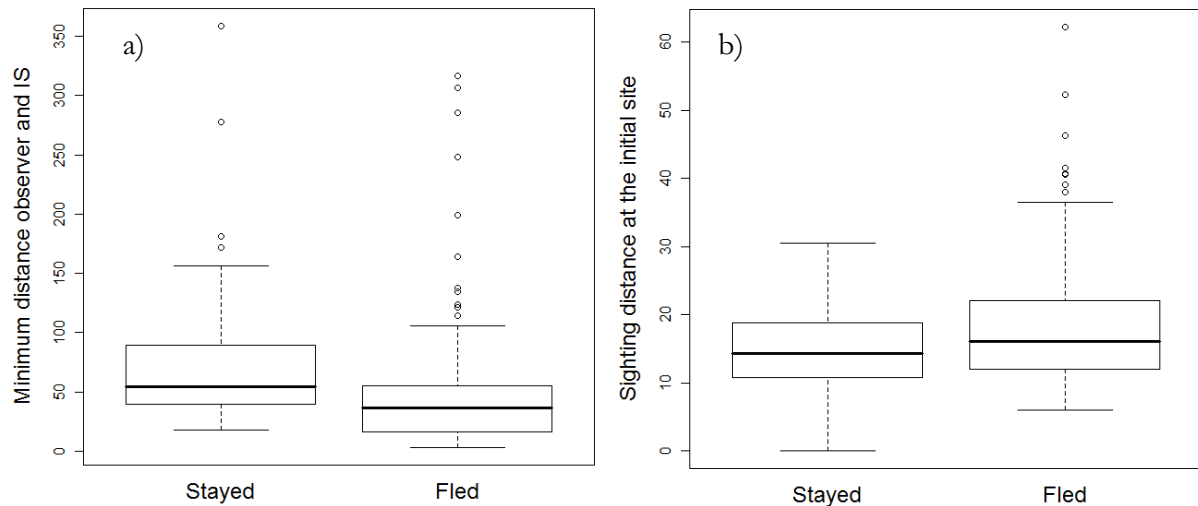 a)
Minimum distance observer and IS
350
300
250
200
150
100
50
0
Stayed
Fled
b)
Sighting distance at the initial site
60
50
40
30
20
10
0
Stayed
Fled